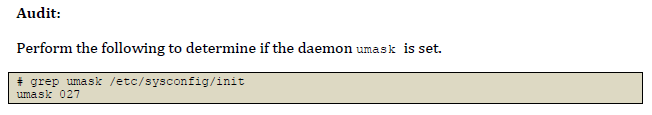 Audit:
Perform the following to determine if the daemon umask is set.
# grep umask /etc/sysconfig/init
umask 027